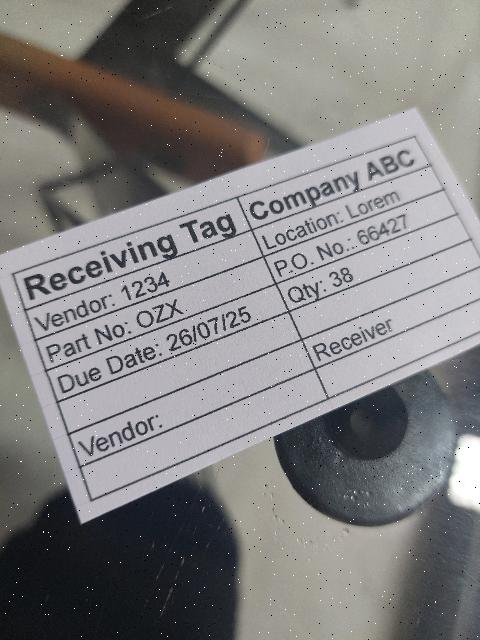 Receiving Tag Company ABC
Vendor: 1234 Location: Lorem
Part No: OZX P.O. No.: 66427
Due Date: 26/07/25 Qty: 38
Vendor: Receiver